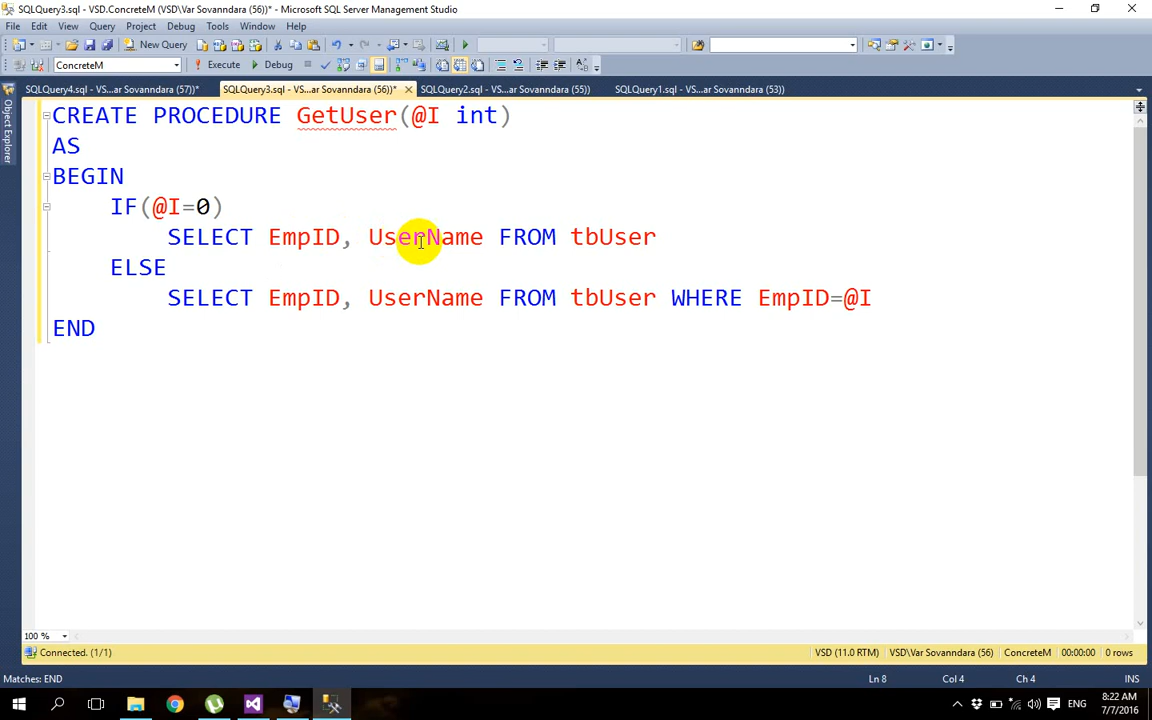 SQLQuery3.sql - VSD.ConcreteM (VSD\Var Sovanndara (56))* - Microsoft SQL Server Management Studio
File Edit View Query Project Debug Tools Window Help
New Query
ConcreteM Execute Debug
SQLQuery4.sql - VS...ar Sovanndara (57))* SQLQuery3.sql - VS...ar Sovanndara (56))* SQLQuery2.sql - VS...ar Sovanndara (55)) SQLQuery1.sql - VS...ar Sovanndara (53))
Object Explorer
CREATE PROCEDURE GetUser(@I int)
AS
BEGIN
IF(@I=0)
SELECT EmpID, UserName FROM tbUser
ELSE
SELECT EmpID, UserName FROM tbUser WHERE EmpID=@I
END
100 %
Connected. (1/1) VSD (11.0 RTM) VSD\Var Sovanndara (56) ConcreteM 00:00:00 0 rows
Matches: END Ln 8 Col 4 Ch 4 INS
ENG 8:22 AM
7/7/2016